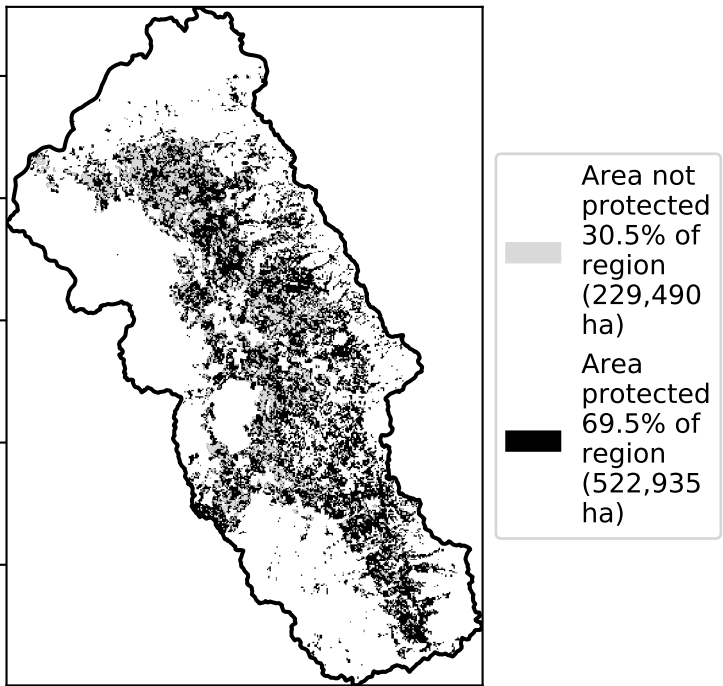 Area not
protected
30.5% of
region
(229,490
ha)
Area
protected
69.5% of
region
(522,935
ha)